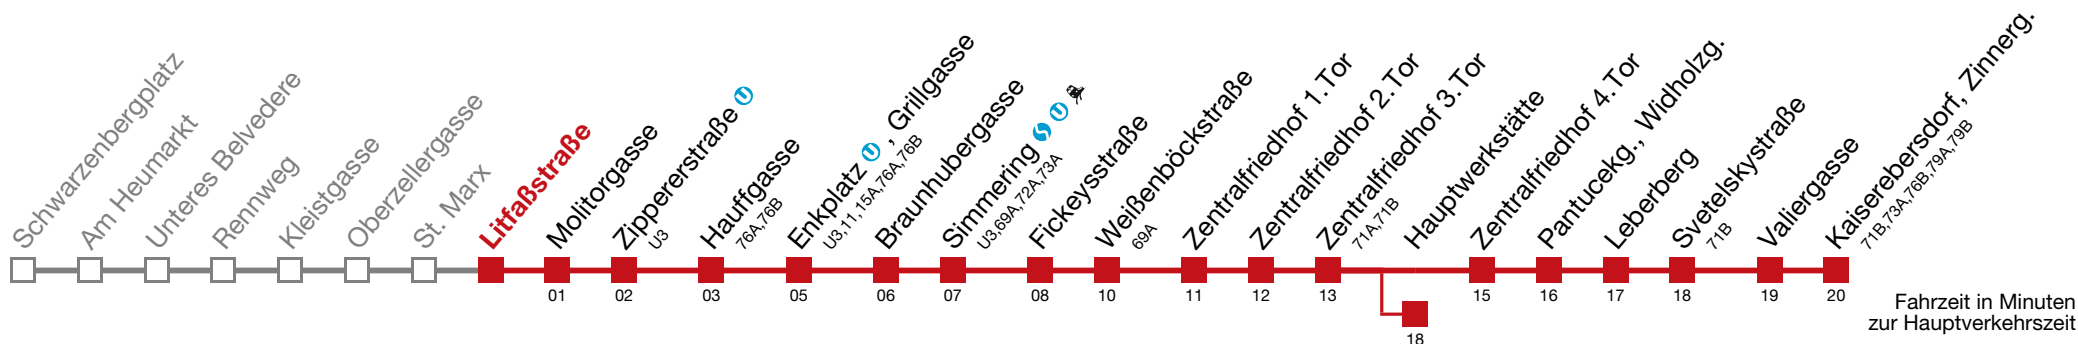 Schwarzenbergplatz
Am Heumarkt
Unteres Belvedere
Rennweg
Kleistgasse
Oberzellergasse
St. Marx
Litfaßstraße
Molitorgasse
01
Zippererstraße U
U3
02
Hauffgasse
76A,76B
03
Enkplatz U , Grillgasse
U3,11,15A,76A,76B
05
Braunhubergasse
06
Simmering S U
U3,69A,72A,73A
07
Fickeysstraße
08
Weißenböckstraße
69A
10
Zentralfriedhof 1.Tor
11
Zentralfriedhof 2.Tor
12
Zentralfriedhof 3.Tor
71A,71B
13
Hauptwerkstätte
18
Zentralfriedhof 4.Tor
15
Pantucekg., Widholzg.
16
Leberberg
17
Svetelskystraße
71B
18
Valiergasse
19
Kaiserebersdorf, Zinnerg.
71B,73A,76B,79A,79B
20
Fahrzeit in Minuten
zur Hauptverkehrszeit